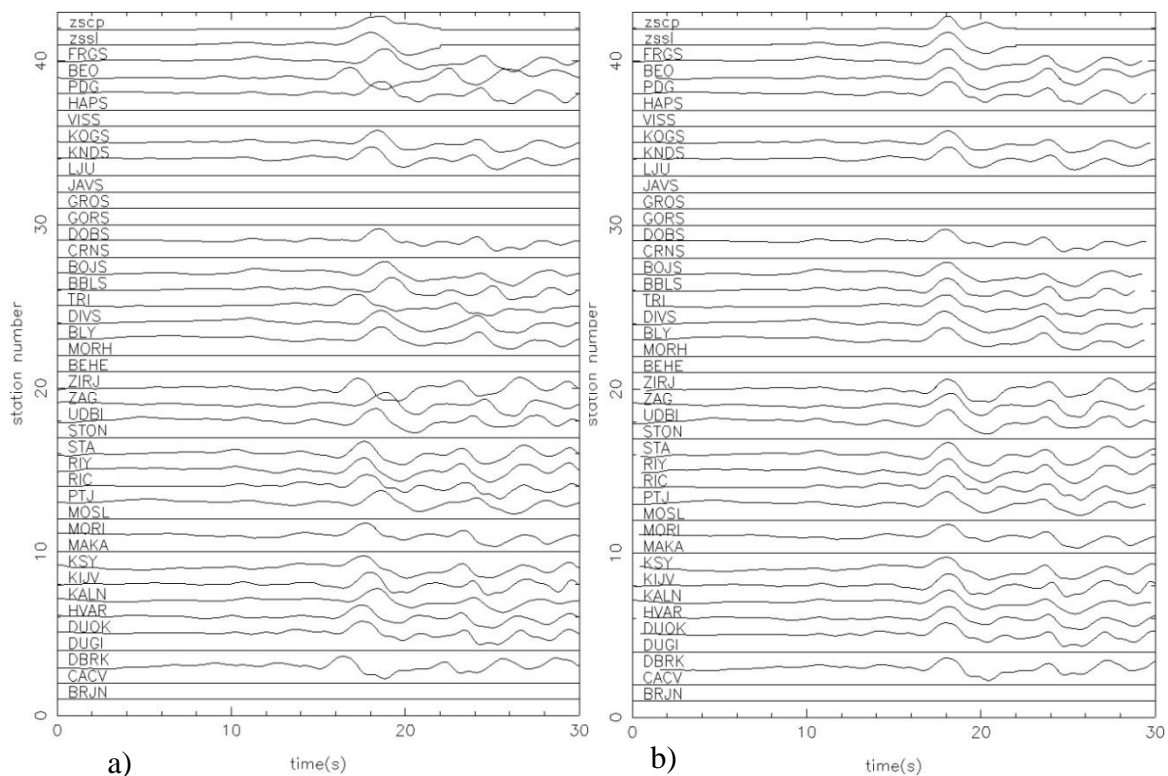 zscp
zssl
FRGS
BEO
PDG
HAPS
VISS
KOGS
KNDS
LJU
JAVS
GROS
GORS
DOBS
CRNS
BOJS
BBLS
TRI
DIVS
BLY
MORH
BEHE
ZIRJ
ZAG
UDBI
STON
STA
RIY
RIC
PTJ
MOSL
MORI
MAKA
KSY
KIJV
KALN
HVAR
DUOK
DUGI
DBRK
CACV
BRJN
40
30
20
10
0
station number
0 10 20 30
time(s)
a)
zscp
zssl
FRGS
BEO
PDG
HAPS
VISS
KOGS
KNDS
LJU
JAVS
GROS
GORS
DOBS
CRNS
BOJS
BBLS
TRI
DIVS
BLY
MORH
BEHE
ZIRJ
ZAG
UDBI
STON
STA
RIY
RIC
PTJ
MOSL
MORI
MAKA
KSY
KIJV
KALN
HVAR
DUOK
DUGI
DBRK
CACV
BRJN
40
30
20
10
0
station number
0 10 20 30
time(s)
b)